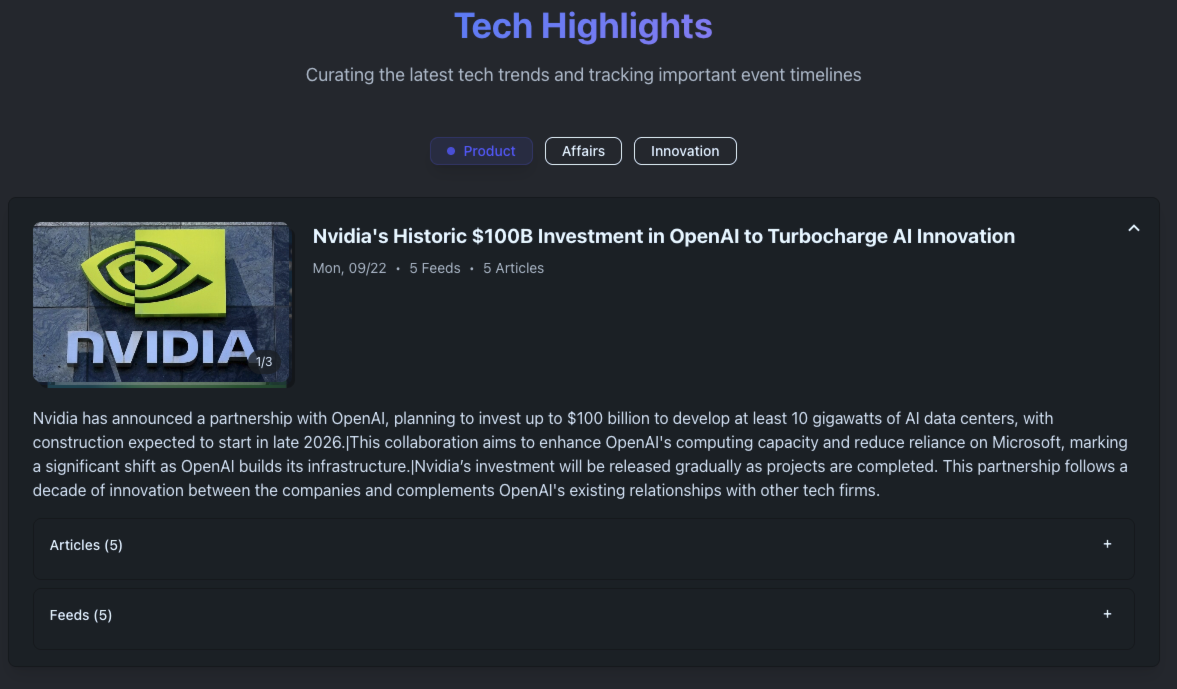 Tech Highlights
Curating the latest tech trends and tracking important event timelines
Product
Affairs
Innovation
NVIDIA
1/3
Nvidia's Historic $100B Investment in OpenAI to Turbocharge AI Innovation
Mon, 09/22 • 5 Feeds • 5 Articles
Nvidia has announced a partnership with OpenAI, planning to invest up to $100 billion to develop at least 10 gigawatts of AI data centers, with
construction expected to start in late 2026.|This collaboration aims to enhance OpenAI's computing capacity and reduce reliance on Microsoft, marking
a significant shift as OpenAI builds its infrastructure.|Nvidia’s investment will be released gradually as projects are completed. This partnership follows a
decade of innovation between the companies and complements OpenAI's existing relationships with other tech firms.
Articles (5)
+
Feeds (5)
+